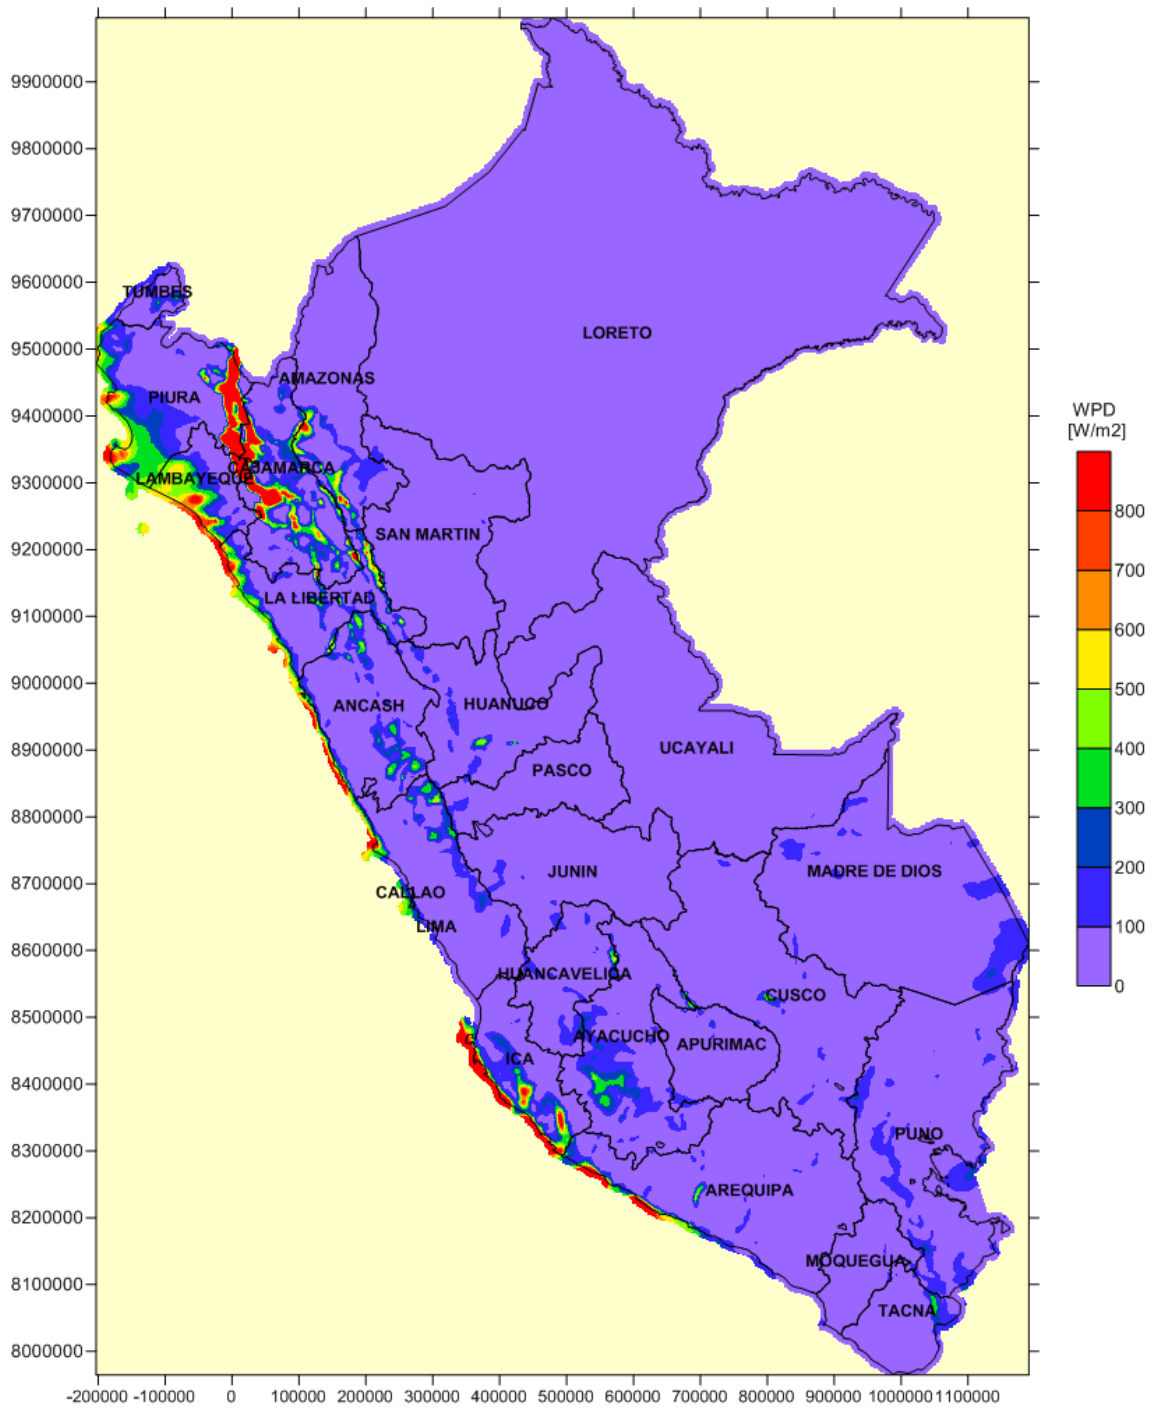 9900000
9800000
9700000
9600000
9500000
9400000
9300000
9200000
9100000
9000000
8900000
8800000
8700000
8600000
8500000
8400000
8300000
8200000
8100000
8000000
TUMBES
LORETO
AMAZONAS
PIURA
CAJAMARCA
LAMBAYEQUE
SAN MARTIN
LA LIBERTAD
ANCASH
HUANUCO
UCAYALI
PASCO
JUNIN
MADRE DE DIOS
CALLAO
LIMA
HUANCAVELICA
CUSCO
AYACUCHO
APURIMAC
ICA
PUNO
AREQUIPA
MOQUEGUA
TACNA
WPD
[W/m2]
800
700
600
500
400
300
200
100
0
-200000 -100000 0 100000 200000 300000 400000 500000 600000 700000 800000 900000 1000000 1100000